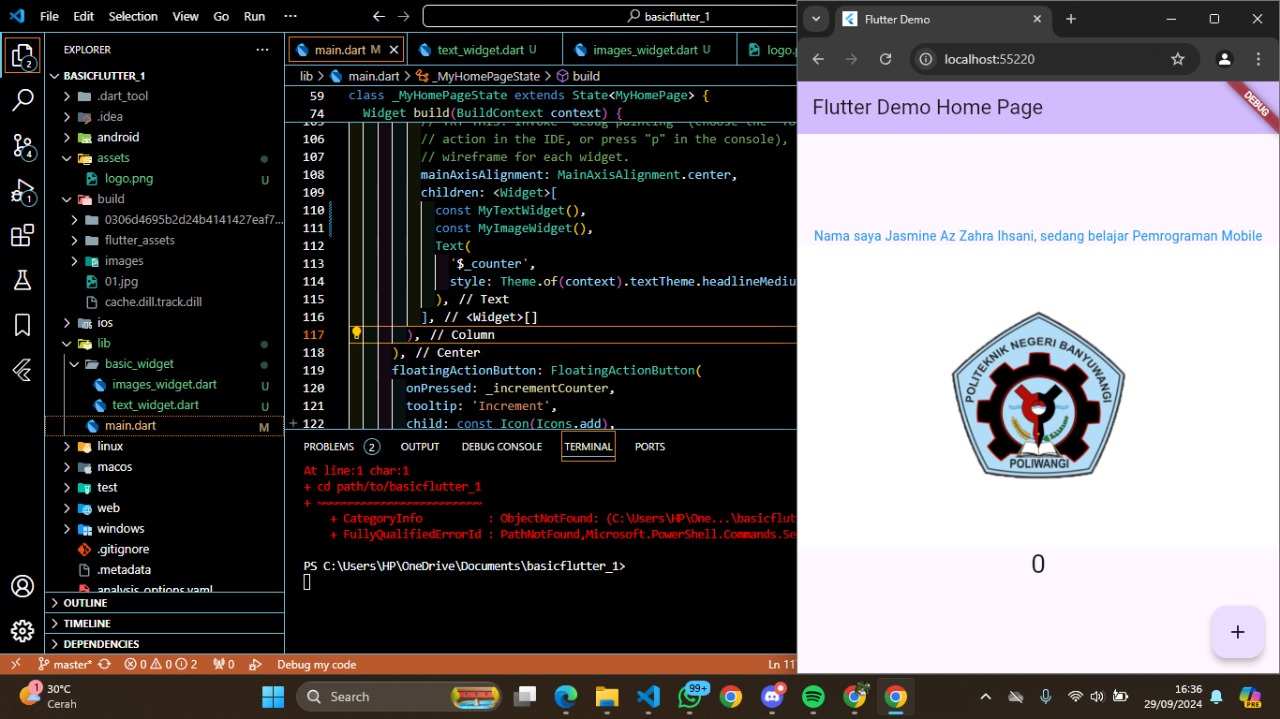 File Edit Selection View Go Run ··· basicflutter_1
EXPLORER ···
BASICFLUTTER_1
.dart_tool
.idea
android
assets
logo.png U
build
0306d4695b2d24b4141427eaf7...
flutter_assets
images
01.jpg
cache.dill.track.dill
ios
lib
basic_widget
images_widget.dart U
text_widget.dart U
main.dart M
linux
macos
test
web
windows
.gitignore
.metadata
analysis_options.yaml
OUTLINE
TIMELINE
DEPENDENCIES
2
4
1
main.dart M text_widget.dart U images_widget.dart U logo.p
lib > main.dart > _MyHomePageState > build
59 class _MyHomePageState extends State<MyHomePage> {
74 Widget build(BuildContext context) {
106 // action in the IDE, or press "p" in the console),
107 // wireframe for each widget.
108 mainAxisAlignment: MainAxisAlignment.center,
109 children: <Widget>[
110 const MyTextWidget(),
111 const MyImageWidget(),
112 Text(
113 '$_counter',
114 style: Theme.of(context).textTheme.headlineMediu
115 ), // Text
116 ], // <Widget>[]
117 ), // Column
118 ), // Center
119 floatingActionButton: FloatingActionButton(
120 onPressed: _incrementCounter,
121 tooltip: 'Increment',
122 child: const Icon(Icons.add),
PROBLEMS 2 OUTPUT DEBUG CONSOLE TERMINAL PORTS
At line:1 char:1
+ cd path/to/basicflutter_1
+ ~~~~~~~~~~~~~~~~~~~~~~~~~
+ CategoryInfo : ObjectNotFound: (C:\Users\HP\One...\basicflut
+ FullyQualifiedErrorId : PathNotFound,Microsoft.PowerShell.Commands.Se
PS C:\Users\HP\OneDrive\Documents\basicflutter_1>
master* 0 0 2 0 Debug my code Ln 11
Flutter Demo
localhost:55220
Flutter Demo Home Page
DEBUG
Nama saya Jasmine Az Zahra Ihsani, sedang belajar Pemrograman Mobile
POLITEKNIK NEGERI BANYUWANGI
POLIWANGI
0
+
1
30°C
Cerah
Search
99+
16:36
29/09/2024
PRE